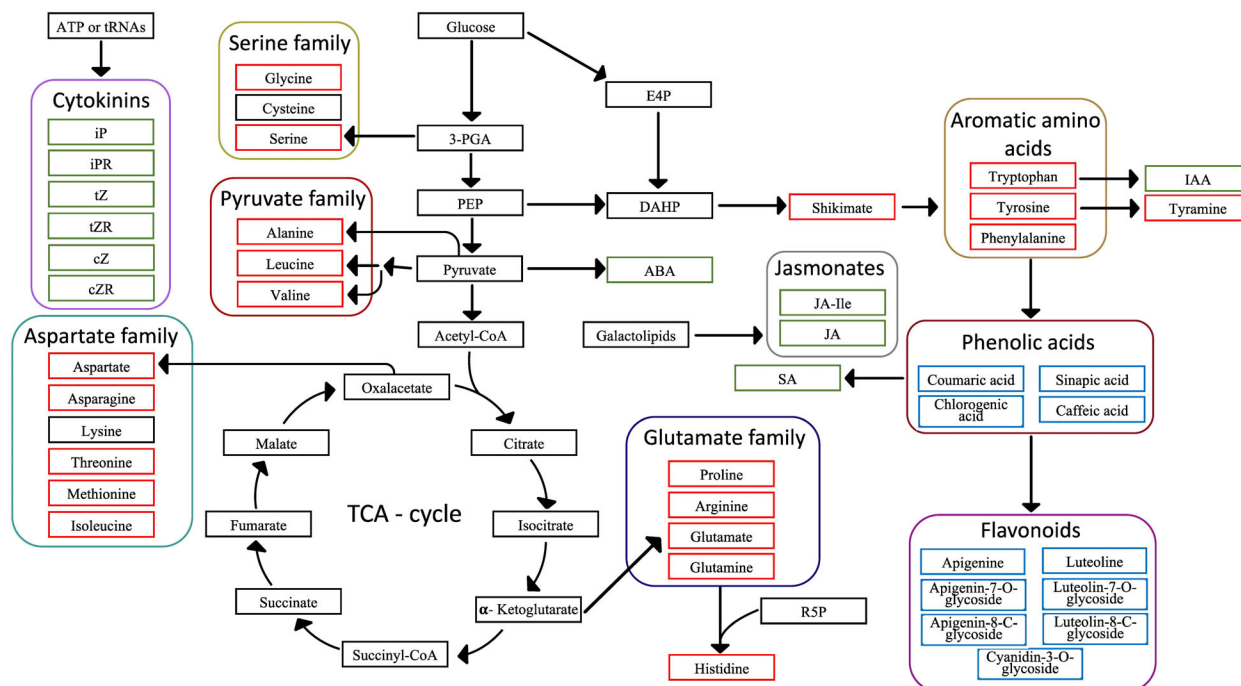 ATP or tRNAs
Cytokinins
iP
iPR
tZ
tZR
cZ
cZR
Serine family
Glycine
Cysteine
Serine
Glucose
E4P
3-PGA
PEP
DAHP
Shikimate
Aromatic amino
acids
Tryptophan
Tyrosine
Phenylalanine
IAA
Tyramine
Pyruvate family
Alanine
Leucine
Valine
Pyruvate
ABA
Jasmonates
JA-Ile
JA
Galactolipids
Acetyl-CoA
SA
Phenolic acids
Coumaric acid
Sinapic acid
Chlorogenic
acid
Caffeic acid
Aspartate family
Aspartate
Asparagine
Lysine
Threonine
Methionine
Isoleucine
Oxalacetate
Malate
Citrate
TCA - cycle
Fumarate
Isocitrate
Succinate
α- Ketoglutarate
Succinyl-CoA
Glutamate family
Proline
Arginine
Glutamate
Glutamine
R5P
Histidine
Flavonoids
Apigenine
Luteoline
Apigenin-7-O-
glycoside
Luteolin-7-O-
glycoside
Apigenin-8-C-
glycoside
Luteolin-8-C-
glycoside
Cyanidin-3-O-
glycoside